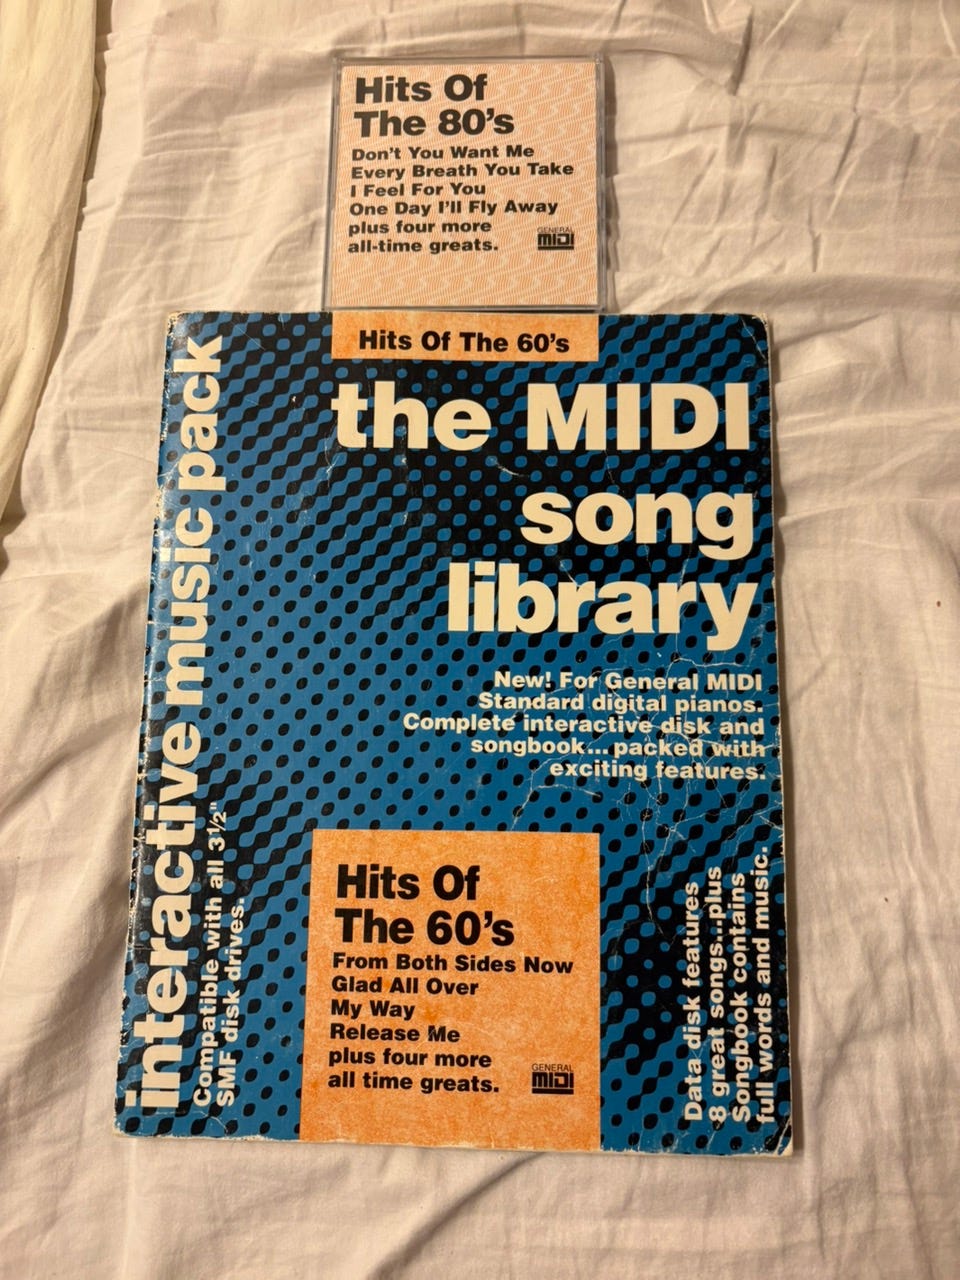 Hits Of
The 80's
Don't You Want Me
Every Breath You Take
I Feel For You
One Day I'll Fly Away
plus four more
all-time greats.
GENERAL
MIDI
Hits Of The 60's
the MIDI
song
library
interactive music pack
Compatible with all 3½"
SMF disk drives.
New! For General MIDI
Standard digital pianos.
Complete interactive disk and
songbook...packed with
exciting features.
Hits Of
The 60's
From Both Sides Now
Glad All Over
My Way
Release Me
plus four more
all time greats.
GENERAL
MIDI
Data disk features
8 great songs...plus
Songbook contains
full words and music.